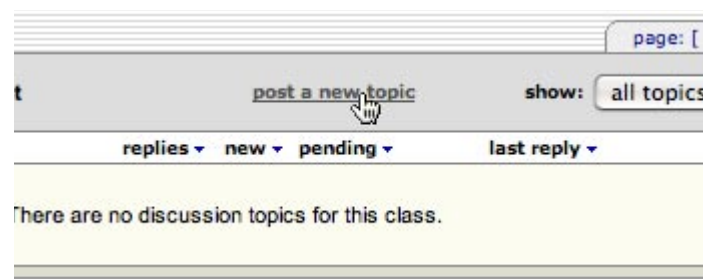 page: [
t post a new topic show: all topics
replies new pending last reply
There are no discussion topics for this class.